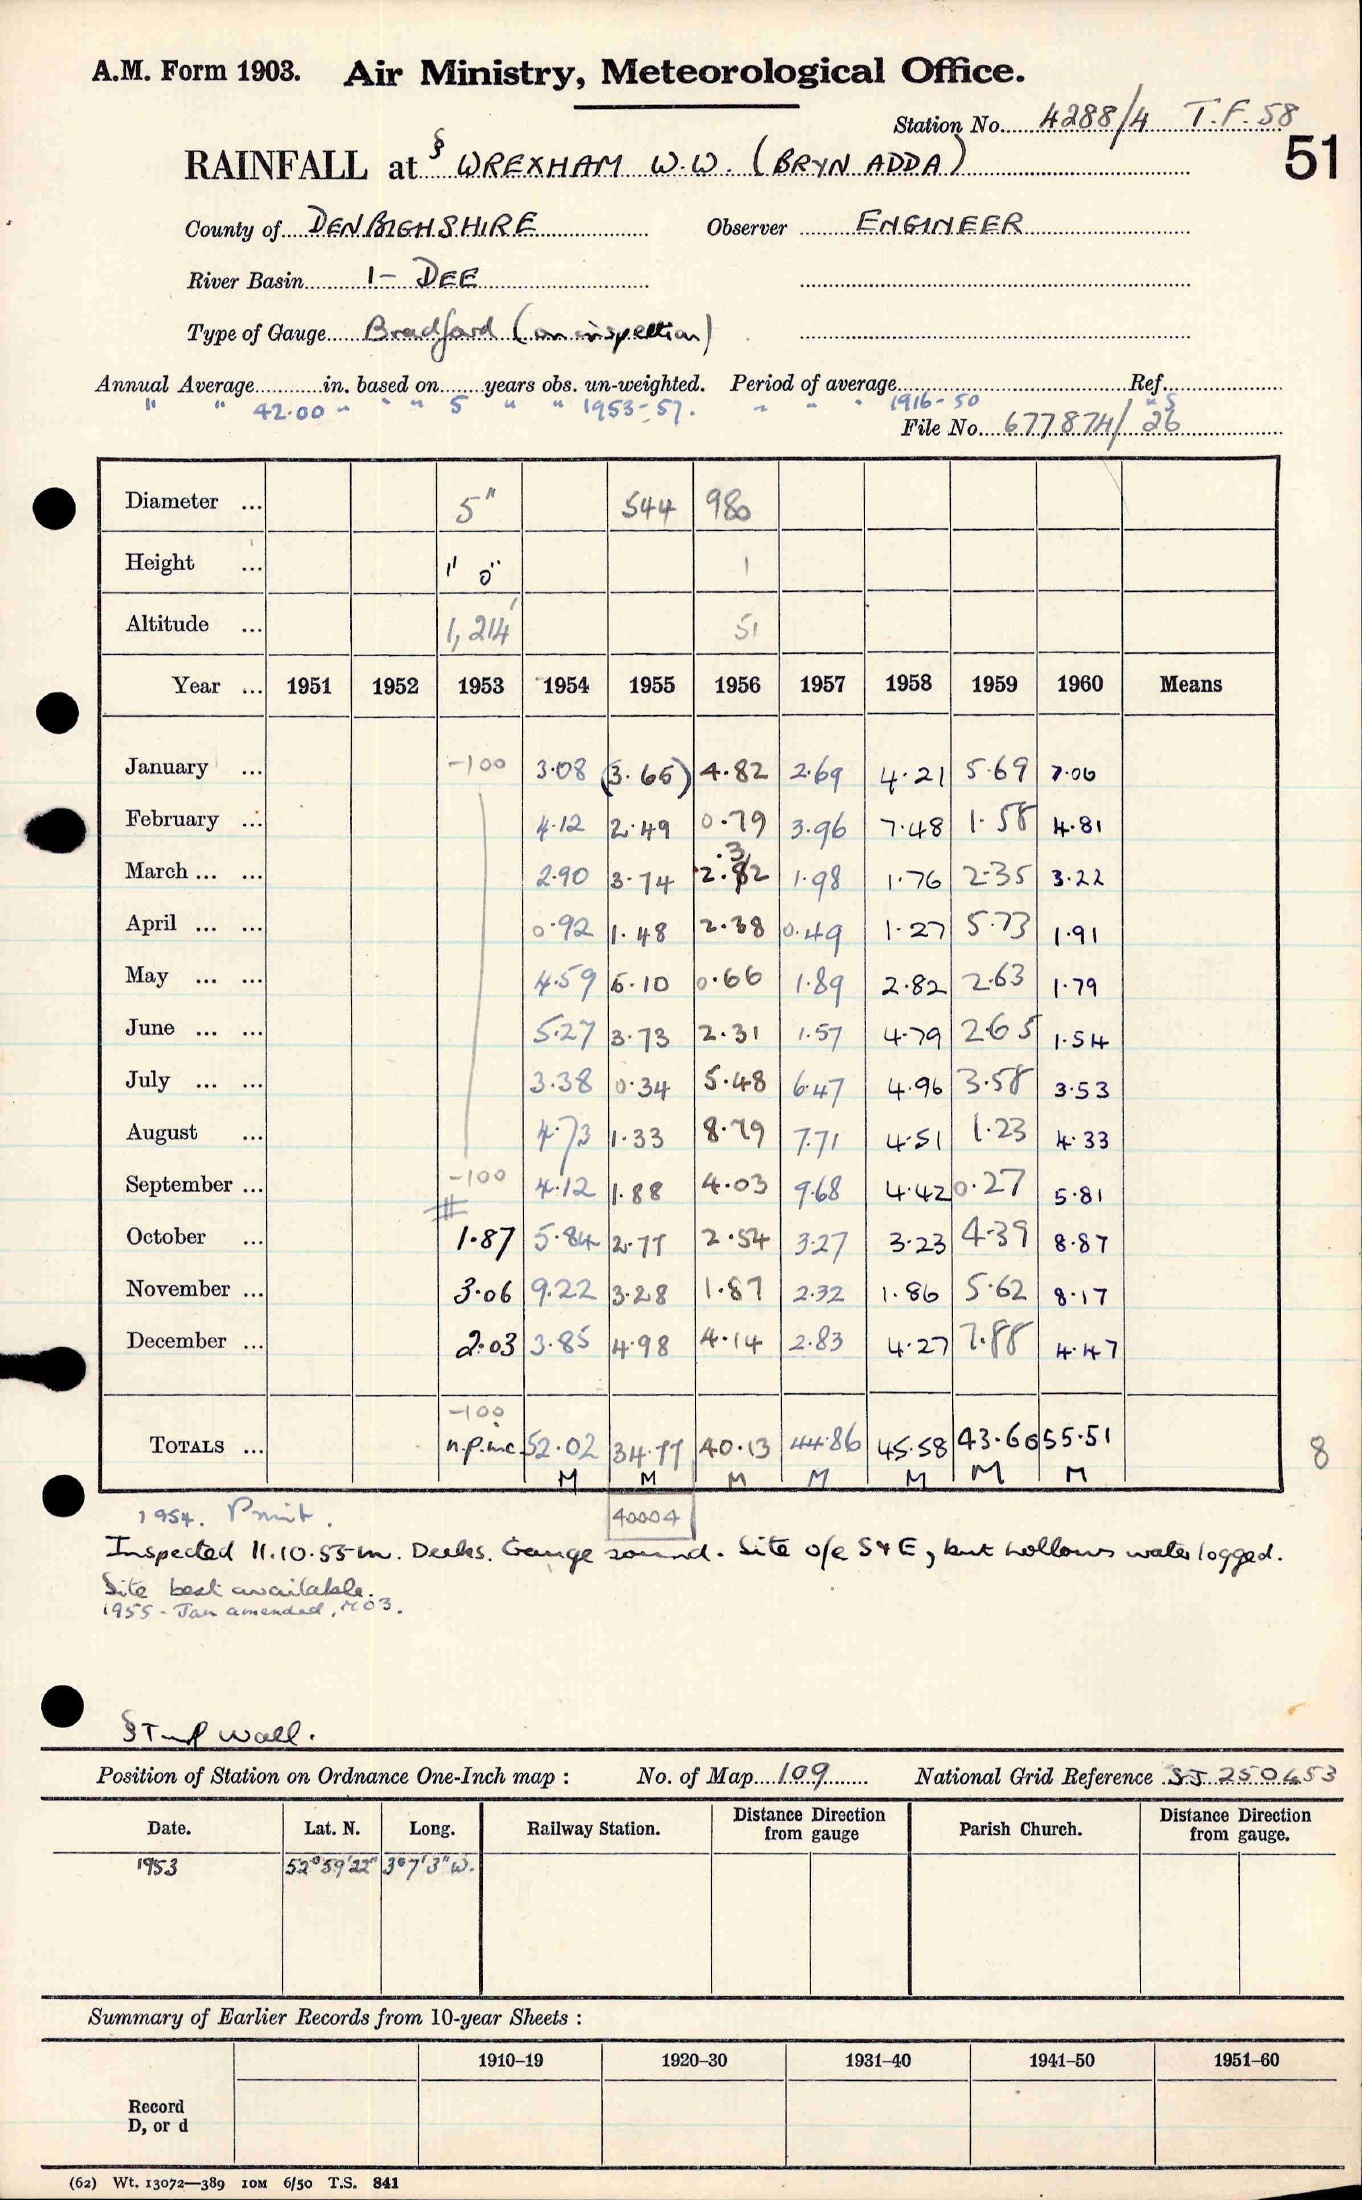 A.M. Form 1903. Air Ministry, Meteorological Office.
Station No. 4288/4 T.F. 58
51
RAINFALL at § WREXHAM W.W. (BRYN ADDA)
County of DENBIGHSHIRE Observer ENGINEER
River Basin 1- DEE
Type of Gauge Bradford (on inspection)
Annual Average in. based on years obs. un-weighted. Period of average Ref.
" " 42.00 " " " 5 " " 1953-57. " " " 1916-50 " S
File No. 677874/26
Diameter ... 5" 544 980
Height ... 1' 0" 1
Altitude ... 1,214' 51
Year ... 1951 1952 1953 1954 1955 1956 1957 1958 1959 1960 Means
January ... -100 3.08 (3.65) 4.82 2.69 4.21 5.69 7.06
February ... 4.12 2.49 0.79 3.96 7.48 1.58 4.81
March ... ... 2.90 3.74 2.32 1.98 1.76 2.35 3.22
April ... ... 0.92 1.48 2.38 0.49 1.27 5.73 1.91
May ... ... 4.59 5.10 0.66 1.89 2.82 2.63 1.79
June ... ... 5.27 3.73 2.31 1.57 4.79 2.65 1.54
July ... ... 3.38 0.34 5.48 6.47 4.96 3.58 3.53
August ... 4.73 1.33 8.79 7.71 4.51 1.23 4.33
September ... -100 4.12 1.88 4.03 9.68 4.42 0.27 5.81
October ... 1.87 5.84 2.77 2.54 3.27 3.23 4.39 8.87
November ... 3.06 9.22 3.28 1.87 2.32 1.86 5.62 8.17
December ... 2.03 3.85 4.98 4.14 2.83 4.27 7.88 4.47
-100
TOTALS ... n.p.inc. 52.02 34.77 40.13 44.86 45.58 43.60 55.51
M M M M M M M
8
1954. Permit. 40004
Inspected 11.10.55 Deeks. Gauge sound. Site o/e S & E, but hollows waterlogged.
Site best available.
1955 - Jan amended, MO3.
§ Turf wall.
Position of Station on Ordnance One-Inch map : No. of Map 109 National Grid Reference SJ 250453
Date. Lat. N. Long. Railway Station. Distance Direction from gauge Parish Church. Distance Direction from gauge.
1953 52° 59' 22" 3° 7' 3" W.
Summary of Earlier Records from 10-year Sheets :
1910–19 1920–30 1931–40 1941–50 1951–60
Record
D, or d
(62) Wt. 13072—389 10M 6/50 T.S. 841